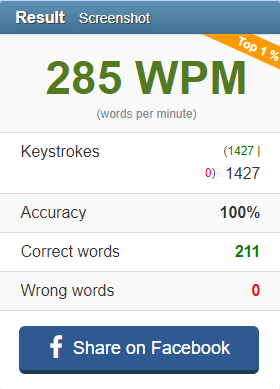 Result Screenshot
Top 1 %
285 WPM
(words per minute)
Keystrokes (1427 |
0) 1427
Accuracy 100%
Correct words 211
Wrong words 0
f Share on Facebook